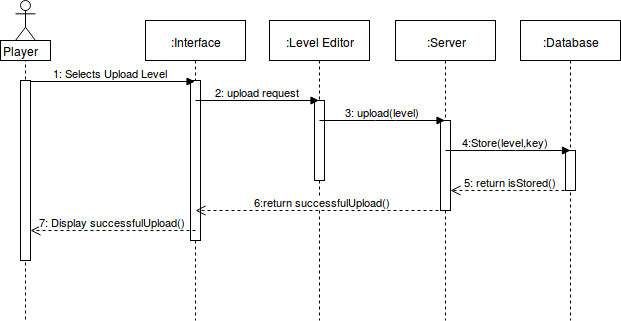 Player
:Interface
:Level Editor
:Server
:Database
1: Selects Upload Level
2: upload request
3: upload(level)
4:Store(level,key)
5: return isStored()
6:return successfulUpload()
7: Display successfulUpload()